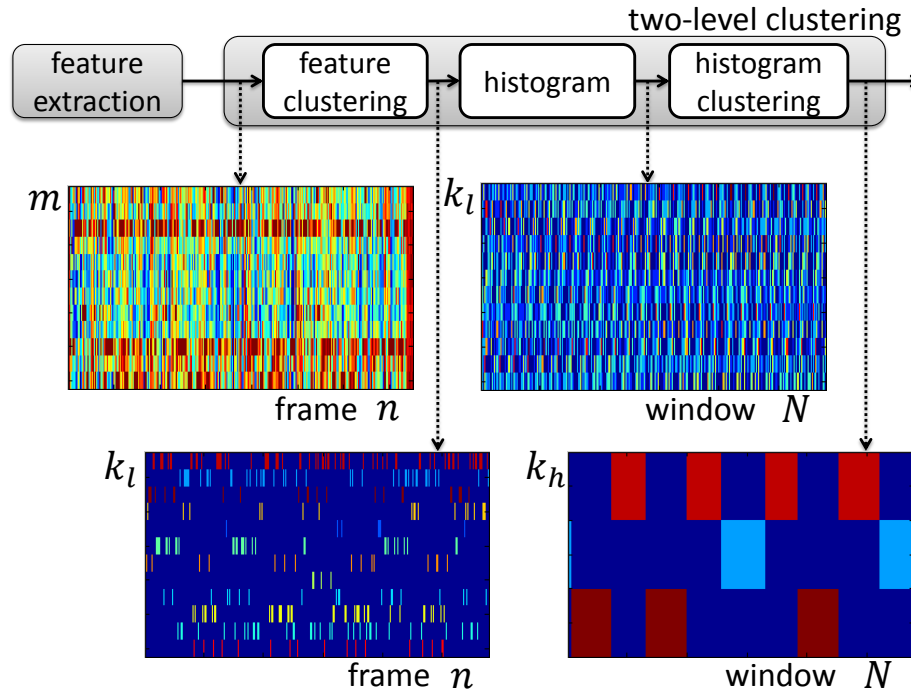 two-level clustering
feature
extraction
feature
clustering
histogram
histogram
clustering
m
frame n
k_l
window N
k_l
frame n
k_h
window N